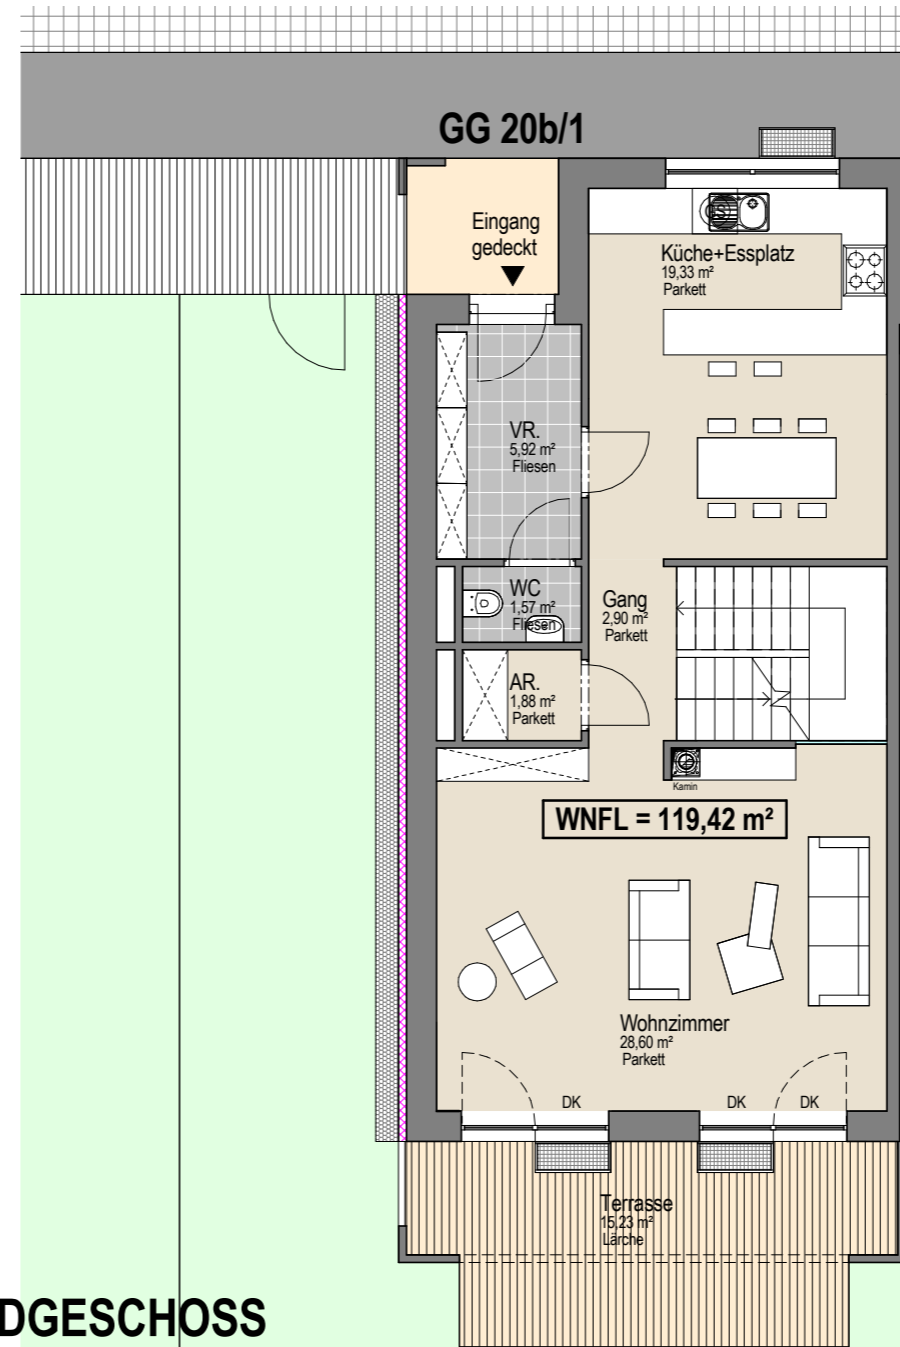 GG 20b/1
Eingang
gedeckt
Küche+Essplatz
19,33 m²
Parkett
VR.
5,92 m²
Fliesen
WC
1,57 m²
Fliesen
Gang
2,90 m²
Parkett
AR.
1,88 m²
Parkett
Kamin
WNFL = 119,42 m²
Wohnzimmer
28,60 m²
Parkett
DK
DK
DK
Terrasse
15,23 m²
Lärche
DGESCHOSS